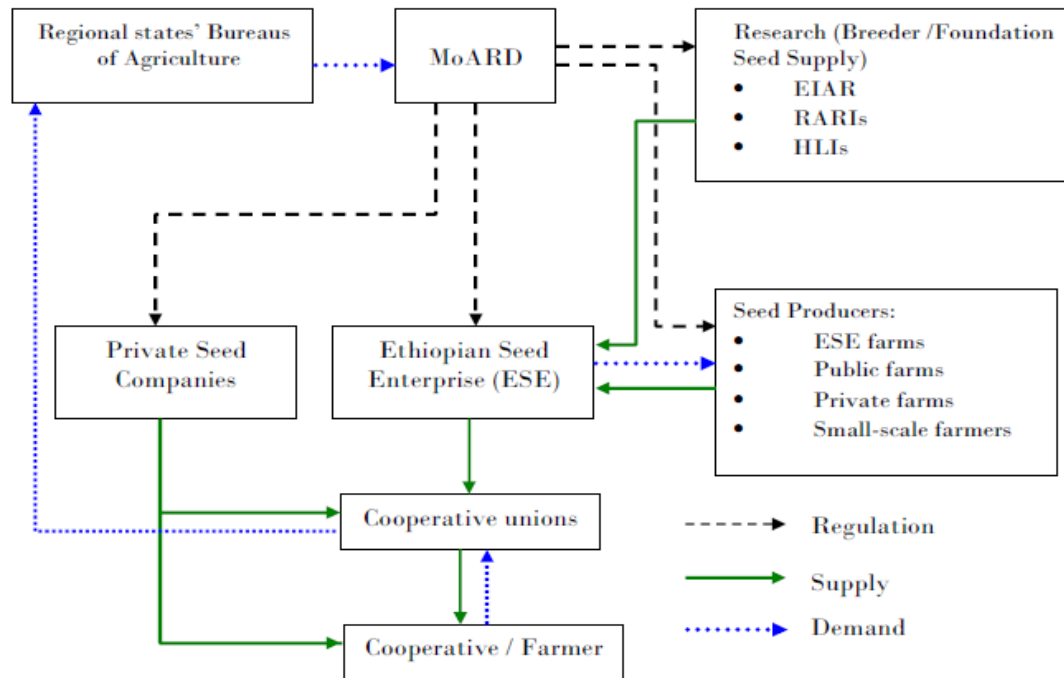 Regional states' Bureaus
of Agriculture
MoARD
Research (Breeder /Foundation
Seed Supply)
• EIAR
• RARIs
• HLIs
Private Seed
Companies
Ethiopian Seed
Enterprise (ESE)
Seed Producers:
• ESE farms
• Public farms
• Private farms
• Small-scale farmers
Cooperative unions
Cooperative / Farmer
Regulation
Supply
Demand